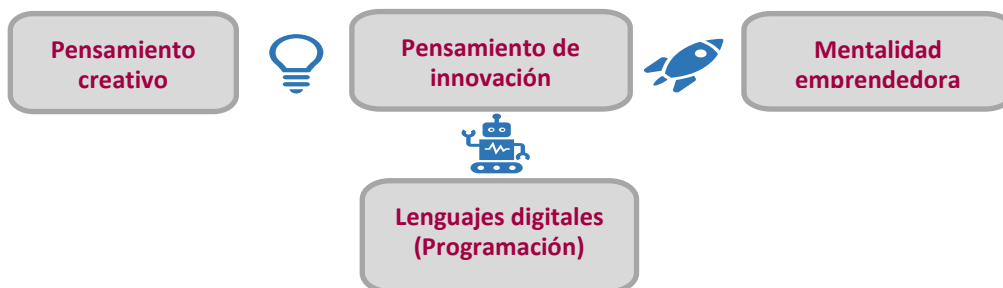 Pensamiento
creativo
Pensamiento de
innovación
Mentalidad
emprendedora
Lenguajes digitales
(Programación)